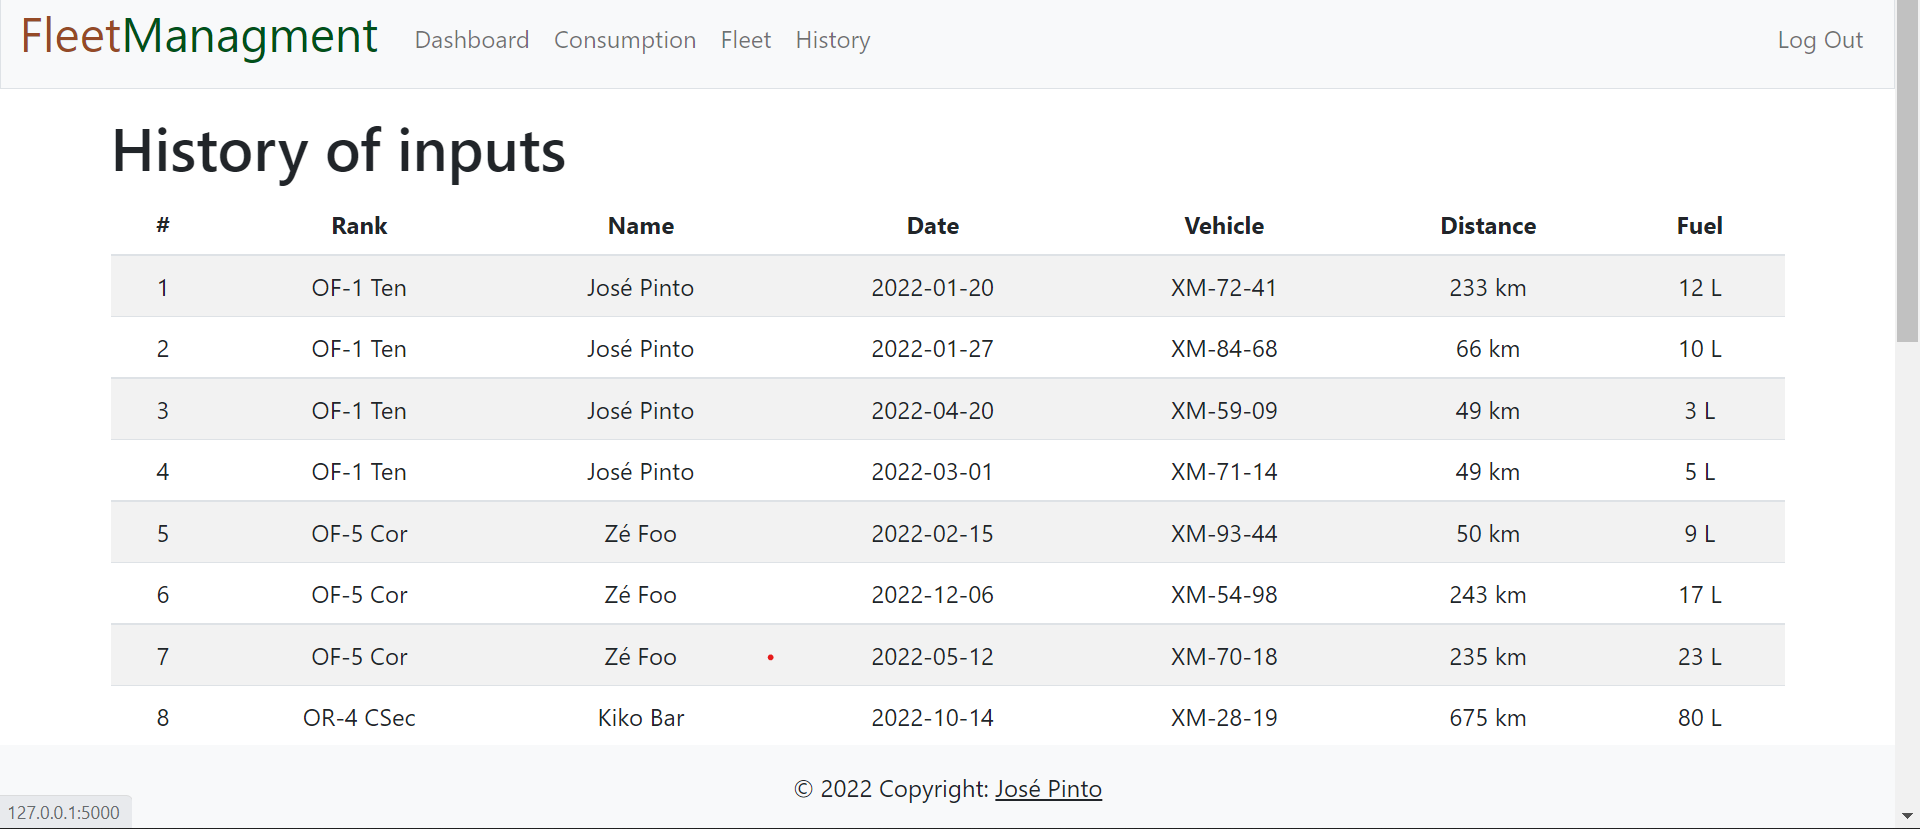 FleetManagment Dashboard Consumption Fleet History Log Out
History of inputs
# Rank Name Date Vehicle Distance Fuel
1 OF-1 Ten José Pinto 2022-01-20 XM-72-41 233 km 12 L
2 OF-1 Ten José Pinto 2022-01-27 XM-84-68 66 km 10 L
3 OF-1 Ten José Pinto 2022-04-20 XM-59-09 49 km 3 L
4 OF-1 Ten José Pinto 2022-03-01 XM-71-14 49 km 5 L
5 OF-5 Cor Zé Foo 2022-02-15 XM-93-44 50 km 9 L
6 OF-5 Cor Zé Foo 2022-12-06 XM-54-98 243 km 17 L
7 OF-5 Cor Zé Foo 2022-05-12 XM-70-18 235 km 23 L
8 OR-4 CSec Kiko Bar 2022-10-14 XM-28-19 675 km 80 L
© 2022 Copyright: José Pinto
127.0.0.1:5000